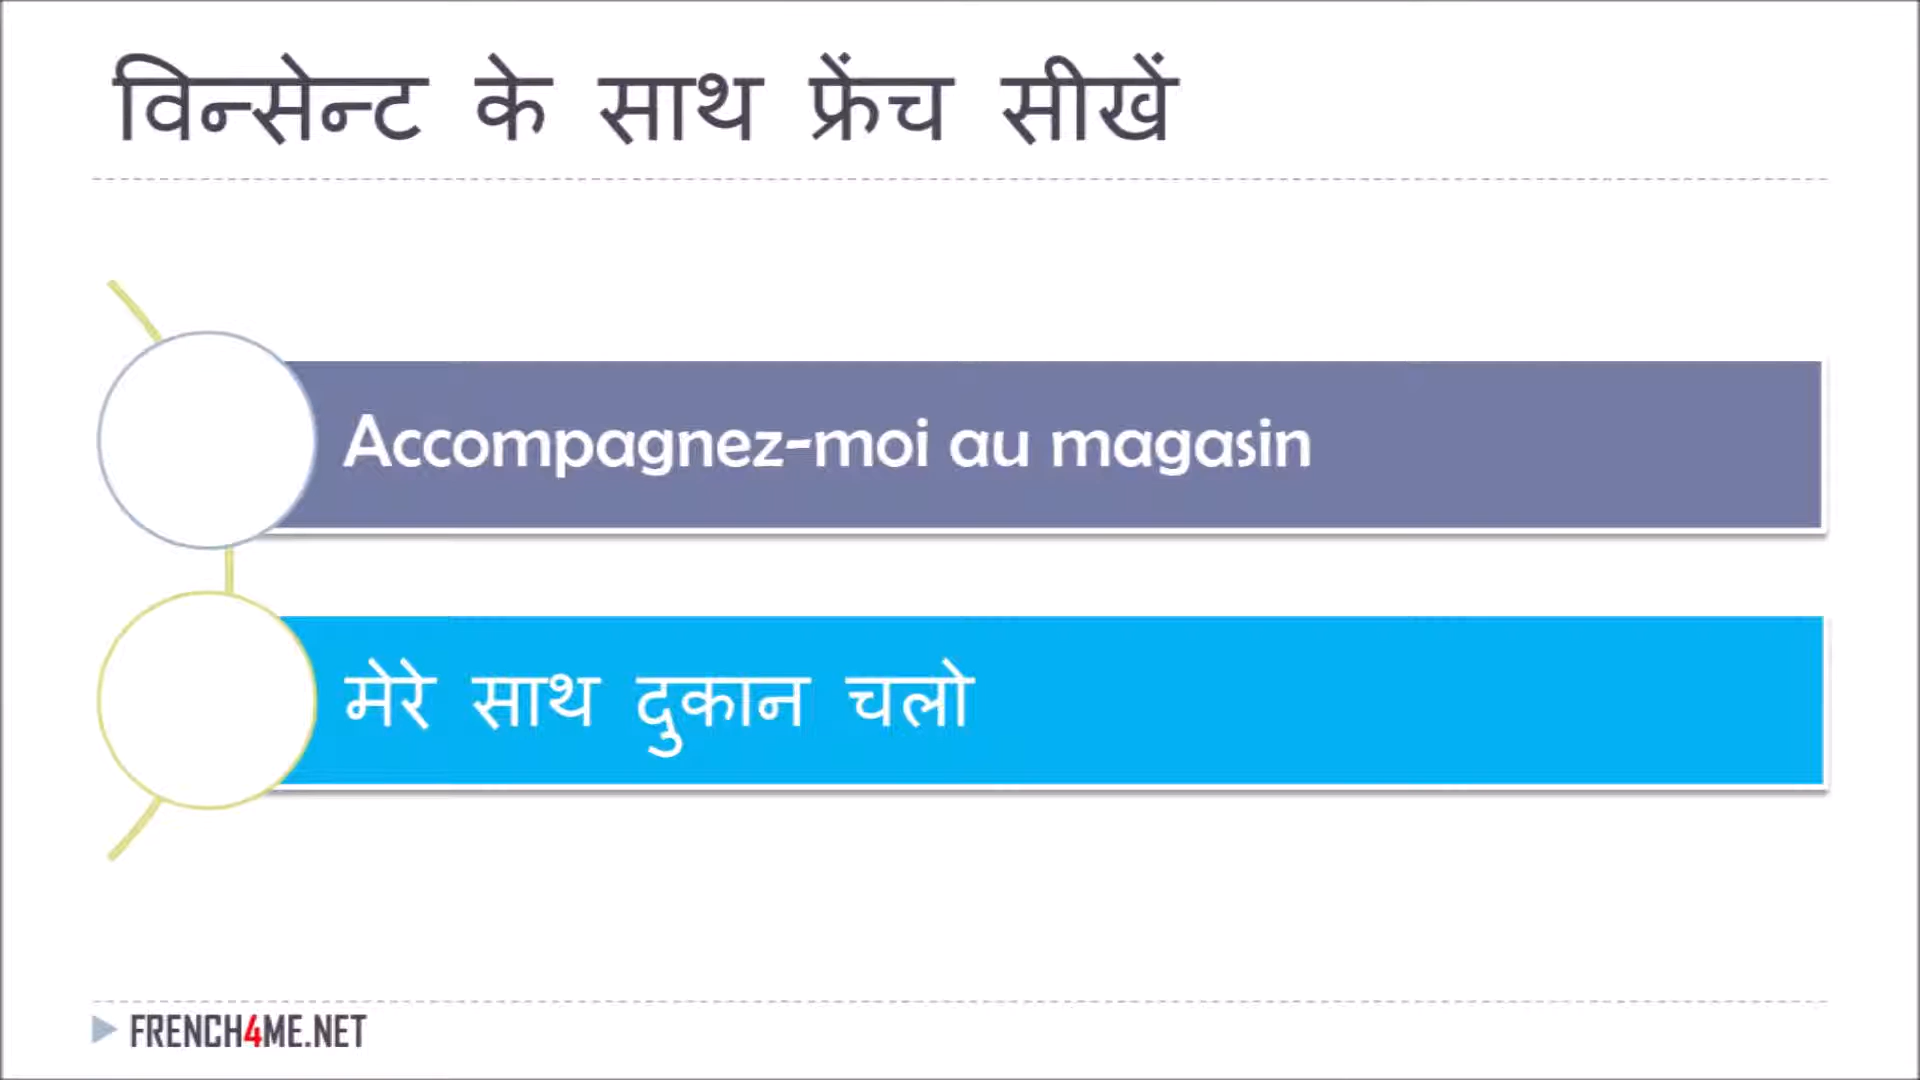 विन्सेन्ट के साथ फ्रेंच सीखें
Accompagnez-moi au magasin
मेरे साथ दुकान चलो
FRENCH4ME.NET